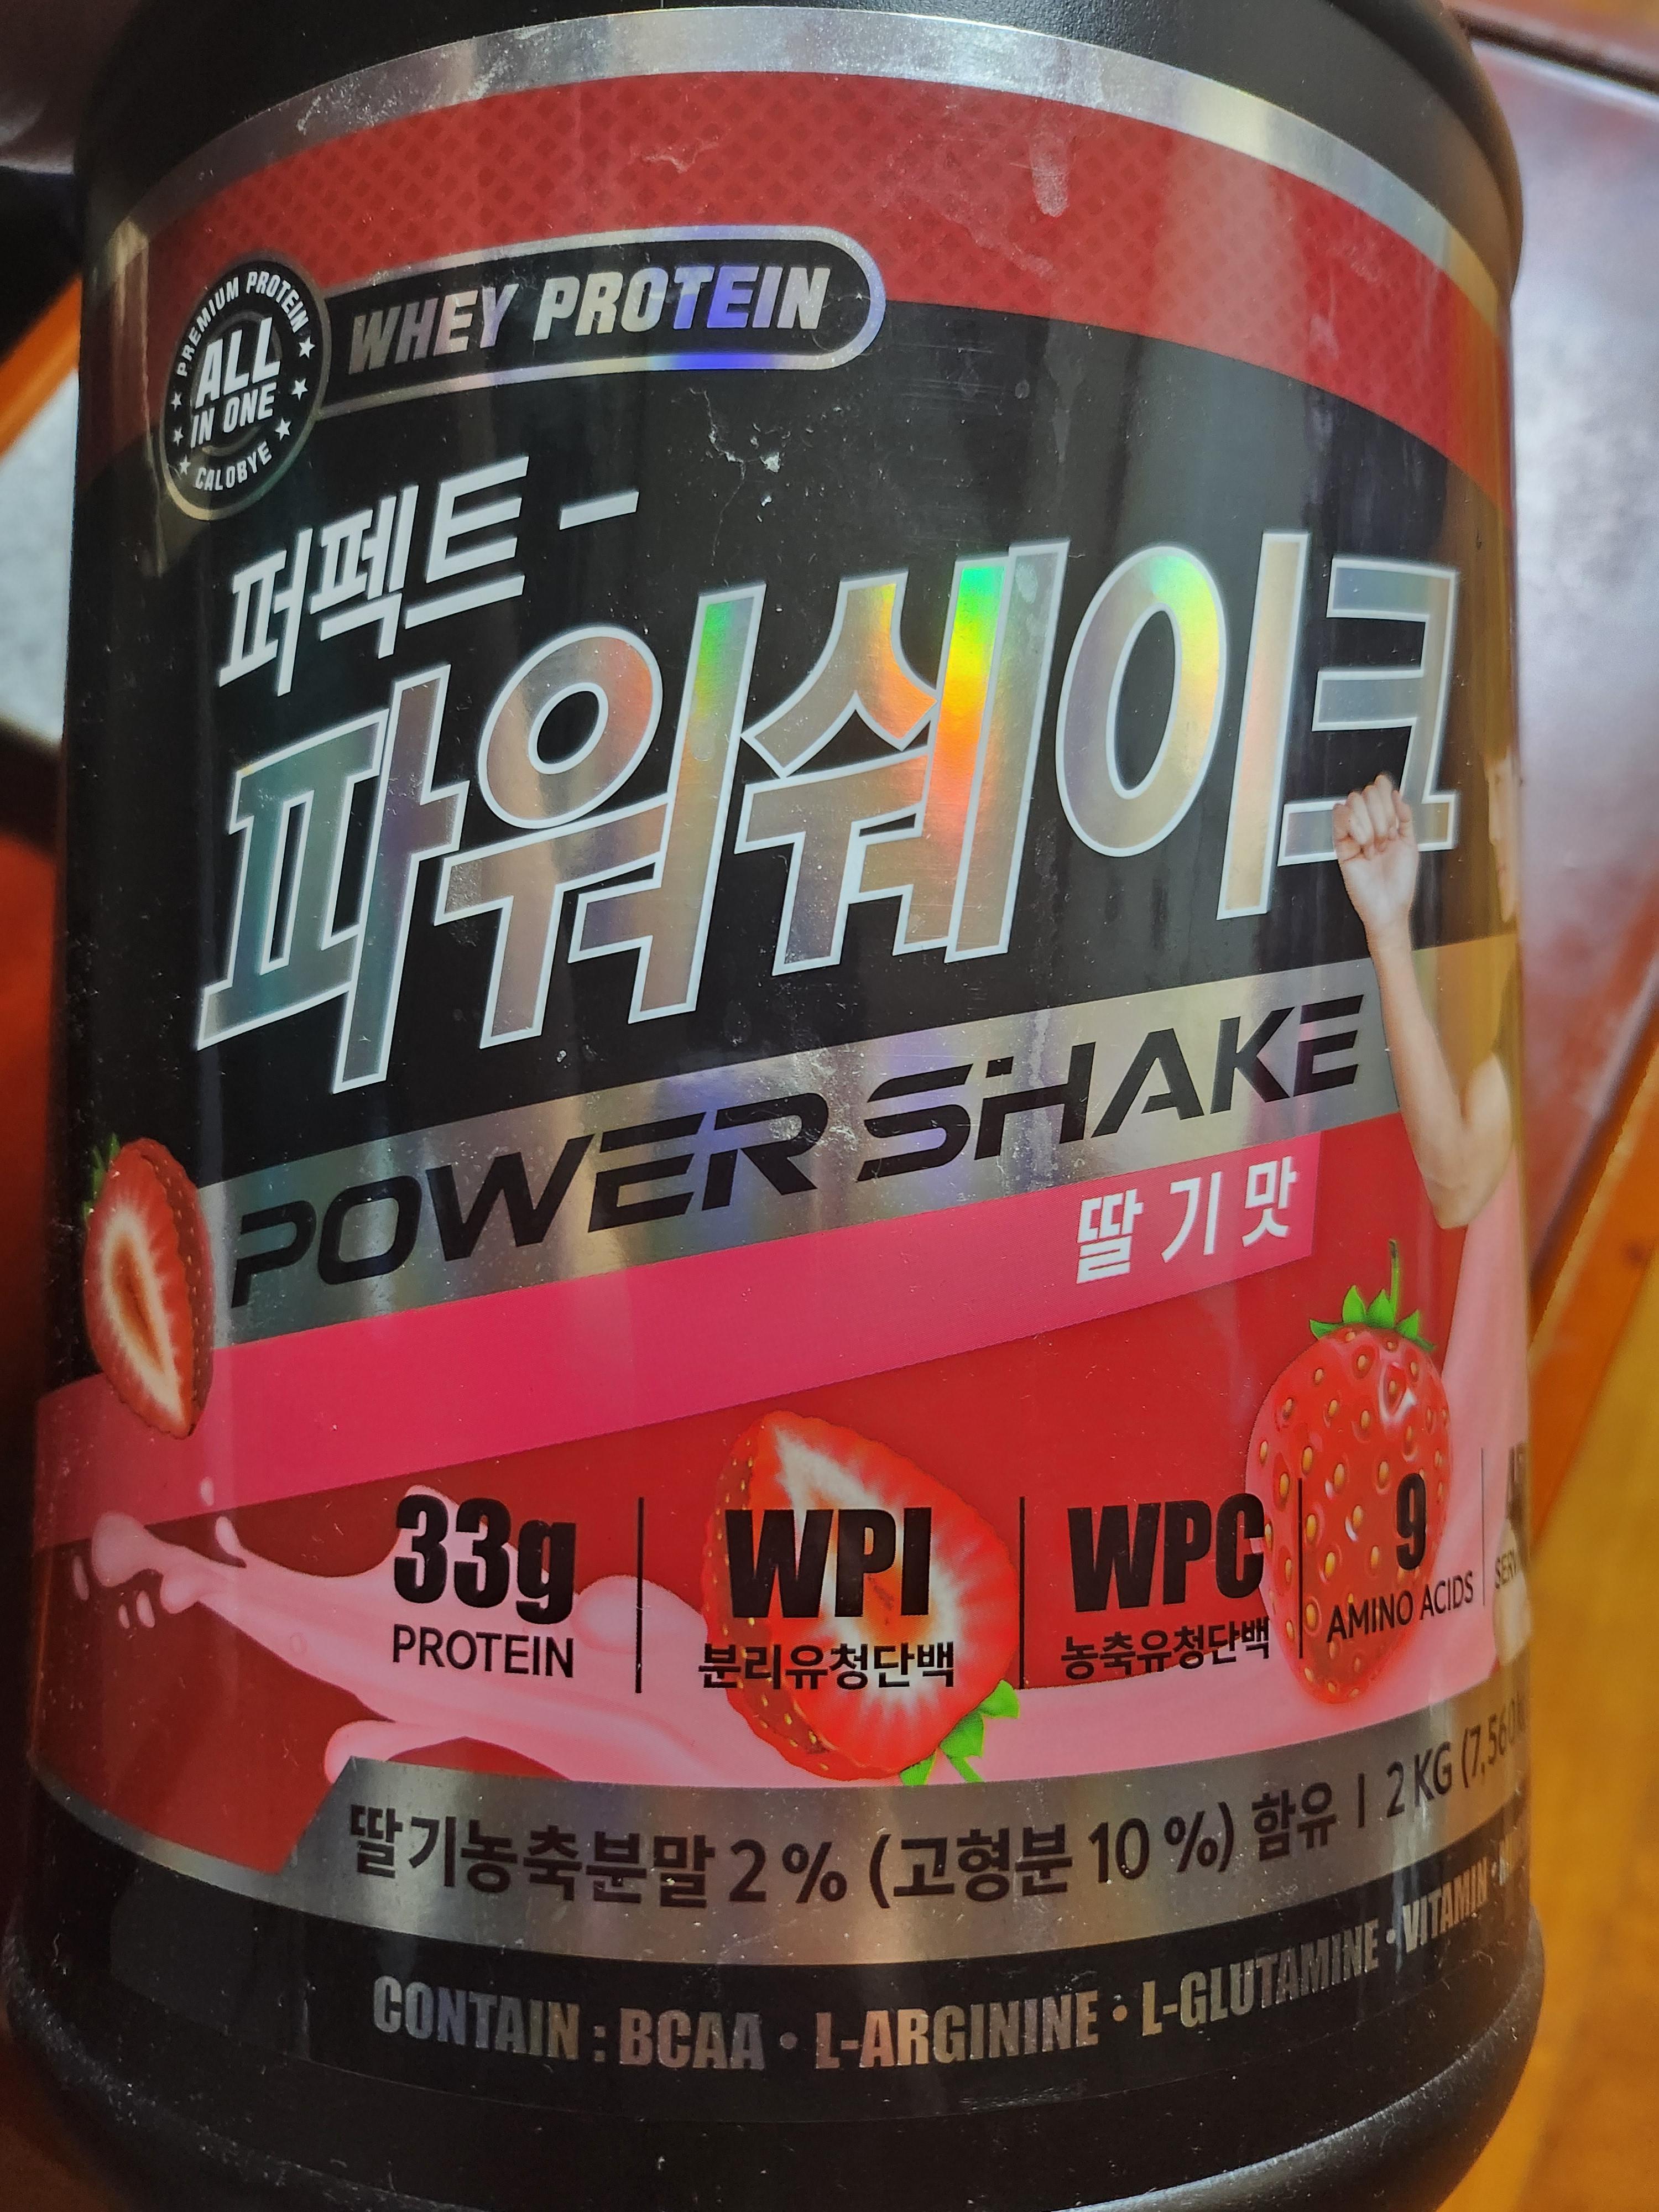 PREMIUM PROTEIN
ALL
IN ONE
CALOBYE
WHEY PROTEIN
퍼펙트 -
파워쉐이크
POWER SHAKE
딸기맛
33g
PROTEIN
WPI
분리유청단백
WPC
농축유청단백
9
AMINO ACIDS
딸기농축분말 2% (고형분 10%) 함유 | 2 KG
CONTAIN : BCAA · L-ARGININE · L-GLUTAMINE · VITAMIN ·